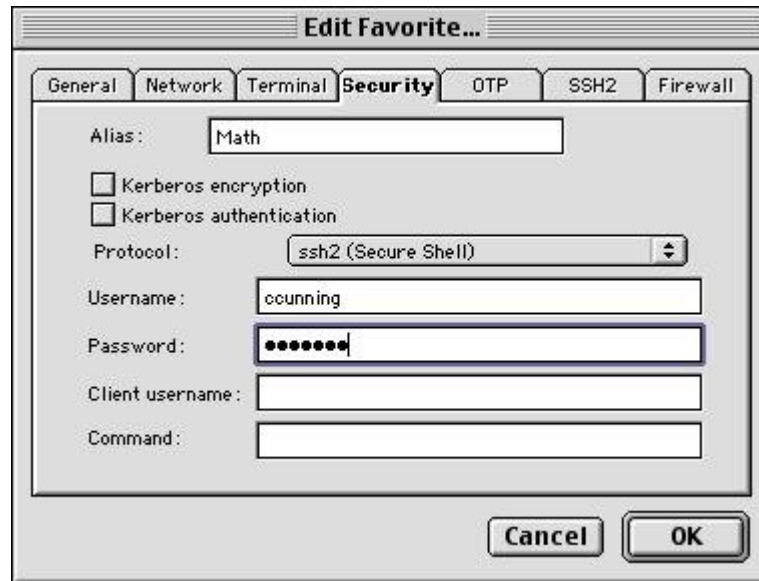 Edit Favorite...
General Network Terminal Security OTP SSH2 Firewall
Alias: Math
Kerberos encryption
Kerberos authentication
Protocol: ssh2 (Secure Shell)
Username: ccunning
Password: •••••••
Client username:
Command:
Cancel OK